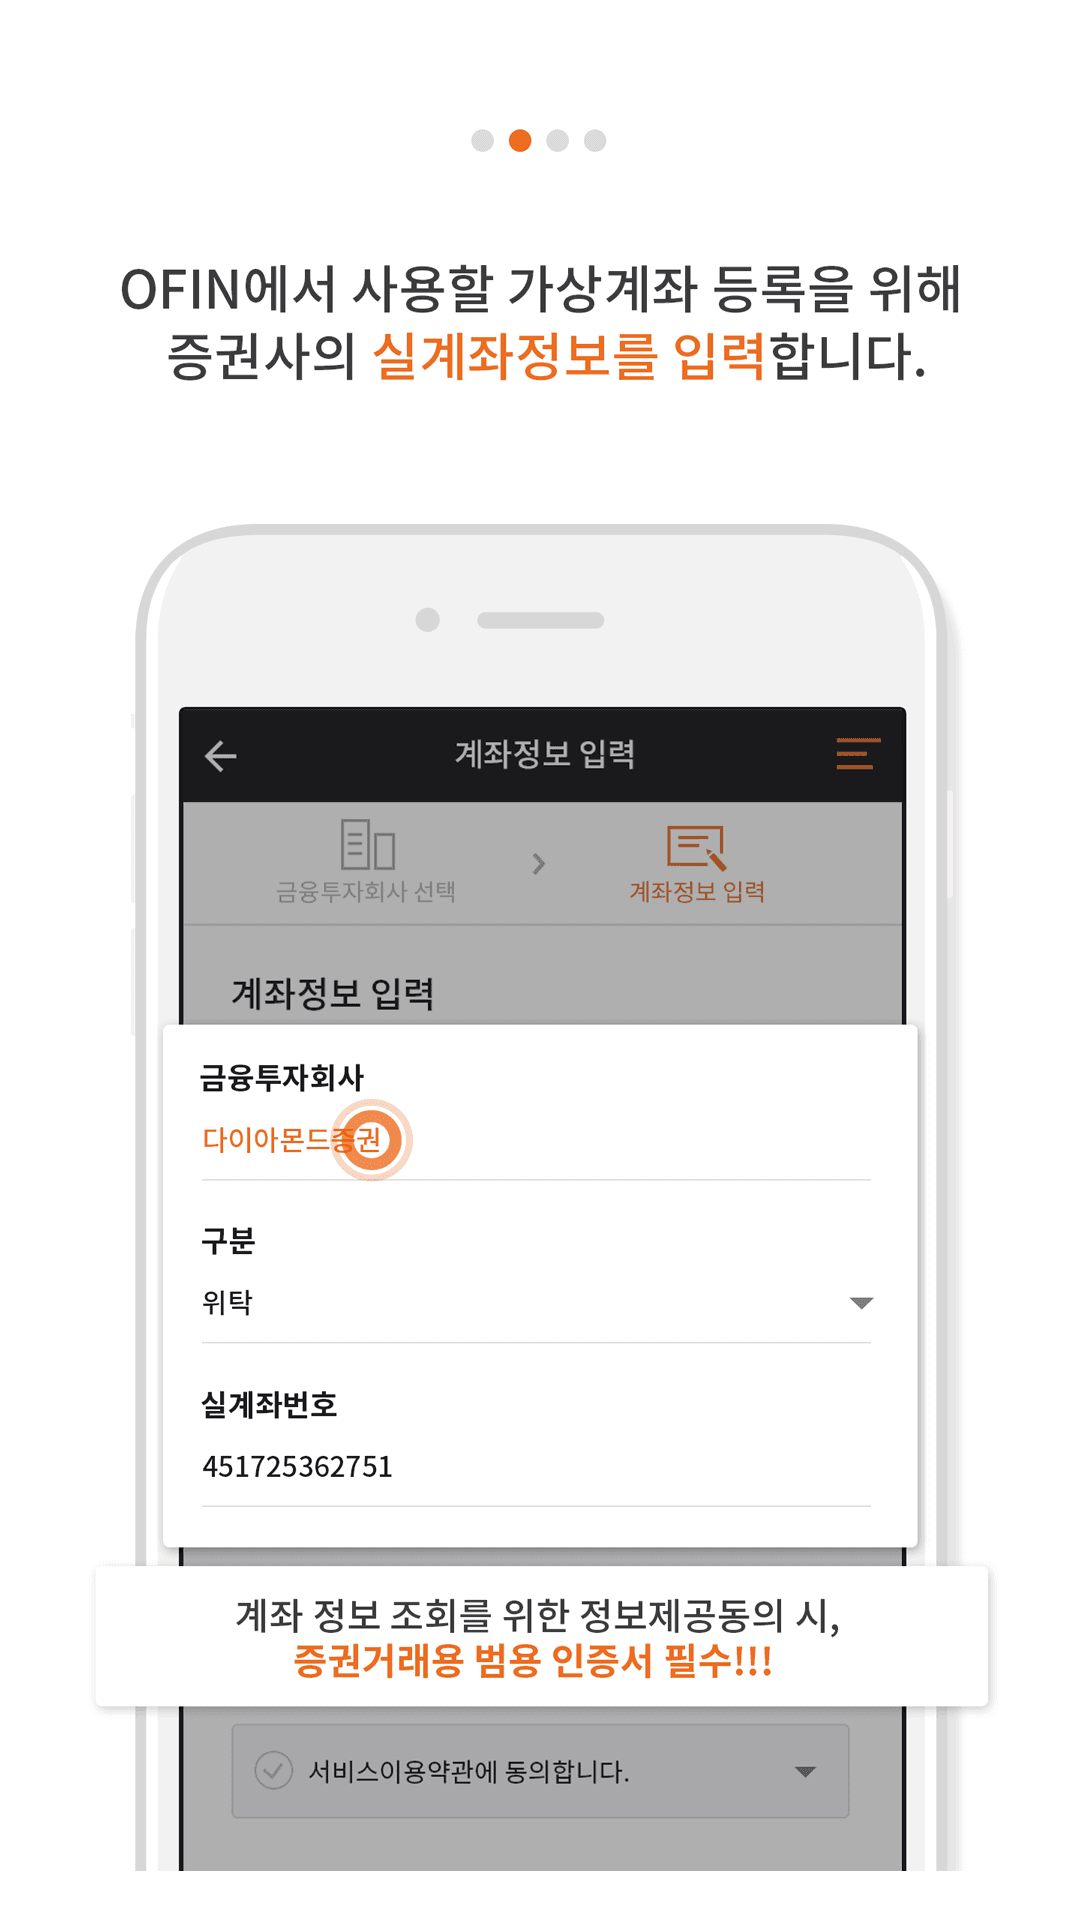 OFIN에서 사용할 가상계좌 등록을 위해
증권사의 실계좌정보를 입력합니다.
계좌정보 입력
금융투자회사 선택
계좌정보 입력
계좌정보 입력
금융투자회사
다이아몬드증권
구분
위탁
실계좌번호
451725362751
계좌 정보 조회를 위한 정보제공동의 시,
증권거래용 범용 인증서 필수!!!
서비스이용약관에 동의합니다.